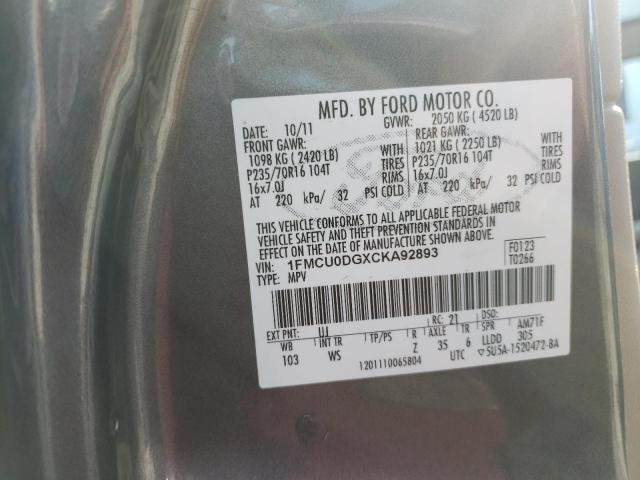 MFD. BY FORD MOTOR CO.
DATE: 10/11 GVWR: 2050 KG ( 4520 LB)
FRONT GAWR: REAR GAWR:
1098 KG ( 2420 LB) WITH 1021 KG ( 2250 LB) WITH
P235/70R16 104T TIRES P235/70R16 104T TIRES
16x7.0J RIMS 16x7.0J RIMS
AT 220 kPa/ 32 PSI COLD AT 220 kPa/ 32 PSI COLD
THIS VEHICLE CONFORMS TO ALL APPLICABLE FEDERAL MOTOR
VEHICLE SAFETY AND THEFT PREVENTION STANDARDS IN
EFFECT ON THE DATE OF MANUFACTURE SHOWN ABOVE.
VIN: 1FMCU0DGXCKA92893 F0123
TYPE: MPV T0266
EXT PNT: UJ RC: 21 DSO:
WB INT TR TP/PS R AXLE TR SPR AM71F
103 WS Z 35 6 LLDD 305
1201110065804 UTC ▽5U5A-1520472-BA